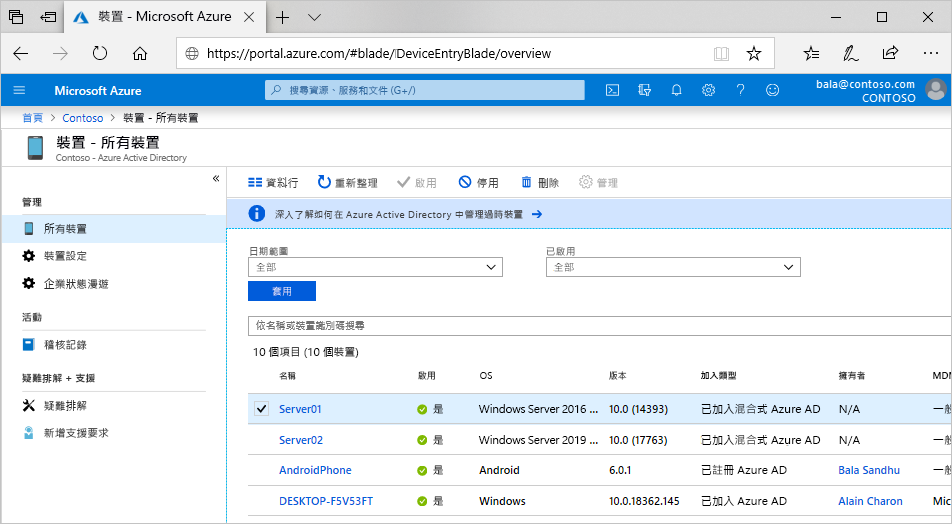 裝置 - Microsoft Azure
https://portal.azure.com/#blade/DeviceEntryBlade/overview
Microsoft Azure
搜尋資源、服務和文件 (G+/)
bala@contoso.com
CONTOSO
首頁 > Contoso > 裝置 - 所有裝置
裝置 - 所有裝置
Contoso - Azure Active Directory
資料行 重新整理 啟用 停用 刪除 管理
管理
所有裝置
裝置設定
企業狀態漫遊
活動
稽核記錄
疑難排解 + 支援
疑難排解
新增支援要求
深入了解如何在 Azure Active Directory 中管理過時裝置
日期範圍 已啟用
全部 全部
套用
依名稱或裝置識別碼搜尋
10 個項目 (10 個裝置)
名稱 啟用 OS 版本 加入類型 擁有者 MDM
Server01 是 Windows Server 2016 ... 10.0 (14393) 已加入混合式 Azure AD N/A 一般
Server02 是 Windows Server 2019 ... 10.0 (17763) 已加入混合式 Azure AD N/A 一般
AndroidPhone 是 Android 6.0.1 已註冊 Azure AD Bala Sandhu 一般
DESKTOP-F5V53FT 是 Windows 10.0.18362.145 已加入 Azure AD Alain Charon Mic